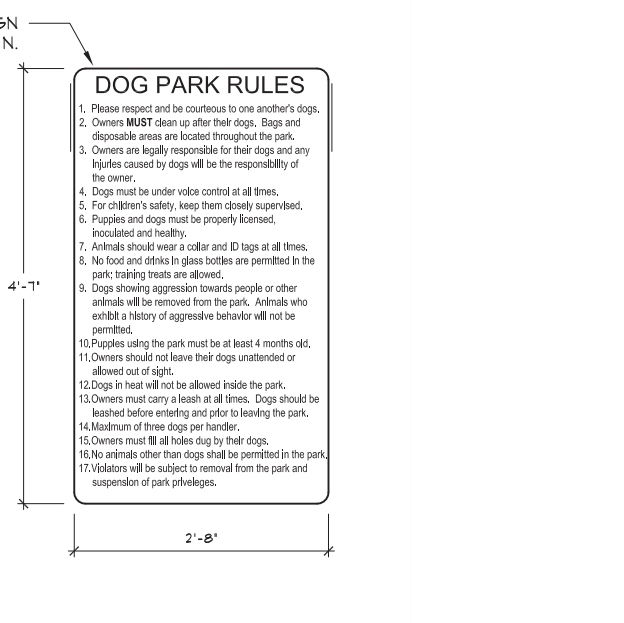 GN
N.
DOG PARK RULES
1. Please respect and be courteous to one another's dogs.
2. Owners MUST clean up after their dogs. Bags and
disposable areas are located throughout the park.
3. Owners are legally responsible for their dogs and any
injuries caused by dogs will be the responsibility of
the owner.
4. Dogs must be under voice control at all times.
5. For children's safety, keep them closely supervised.
6. Puppies and dogs must be properly licensed,
inoculated and healthy.
7. Animals should wear a collar and ID tags at all times.
8. No food and drinks in glass bottles are permitted in the
park; training treats are allowed.
9. Dogs showing aggression towards people or other
animals will be removed from the park. Animals who
exhibit a history of aggressive behavior will not be
permitted.
10.Puppies using the park must be at least 4 months old.
11.Owners should not leave their dogs unattended or
allowed out of sight.
12.Dogs in heat will not be allowed inside the park.
13.Owners must carry a leash at all times. Dogs should be
leashed before entering and prior to leaving the park.
14.Maximum of three dogs per handler.
15.Owners must fill all holes dug by their dogs.
16.No animals other than dogs shall be permitted in the park.
17.Violators will be subject to removal from the park and
suspension of park priveleges.
4'-7"
2'-8"